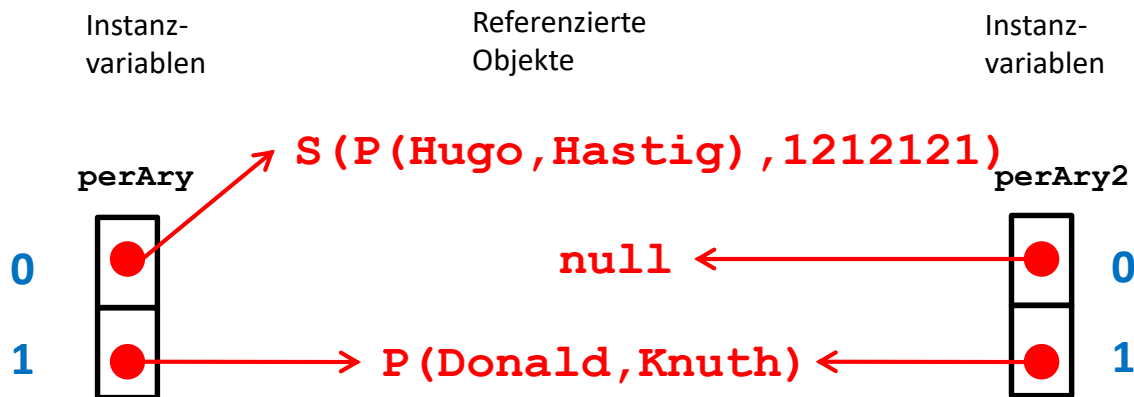 Instanz-
variablen
Referenzierte
Objekte
Instanz-
variablen
S(P(Hugo,Hastig),1212121)
perAry
perAry2
0
null
0
1
P(Donald,Knuth)
1